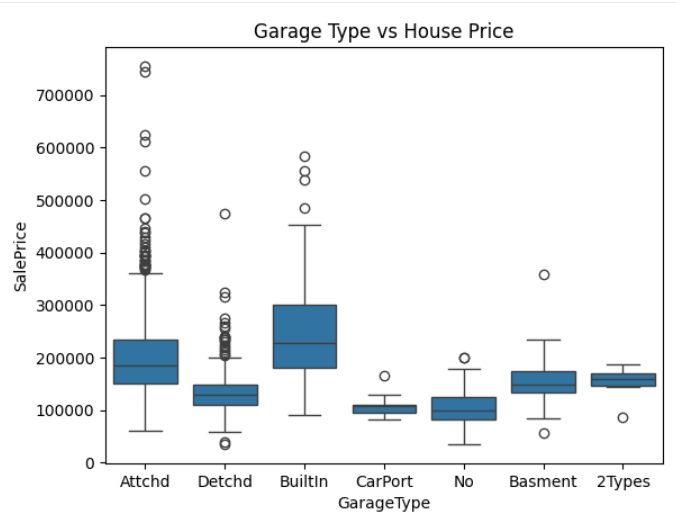 Garage Type vs House Price
700000
600000
500000
400000
300000
200000
100000
0
SalePrice
Attchd Detchd BuiltIn CarPort No Basment 2Types
GarageType